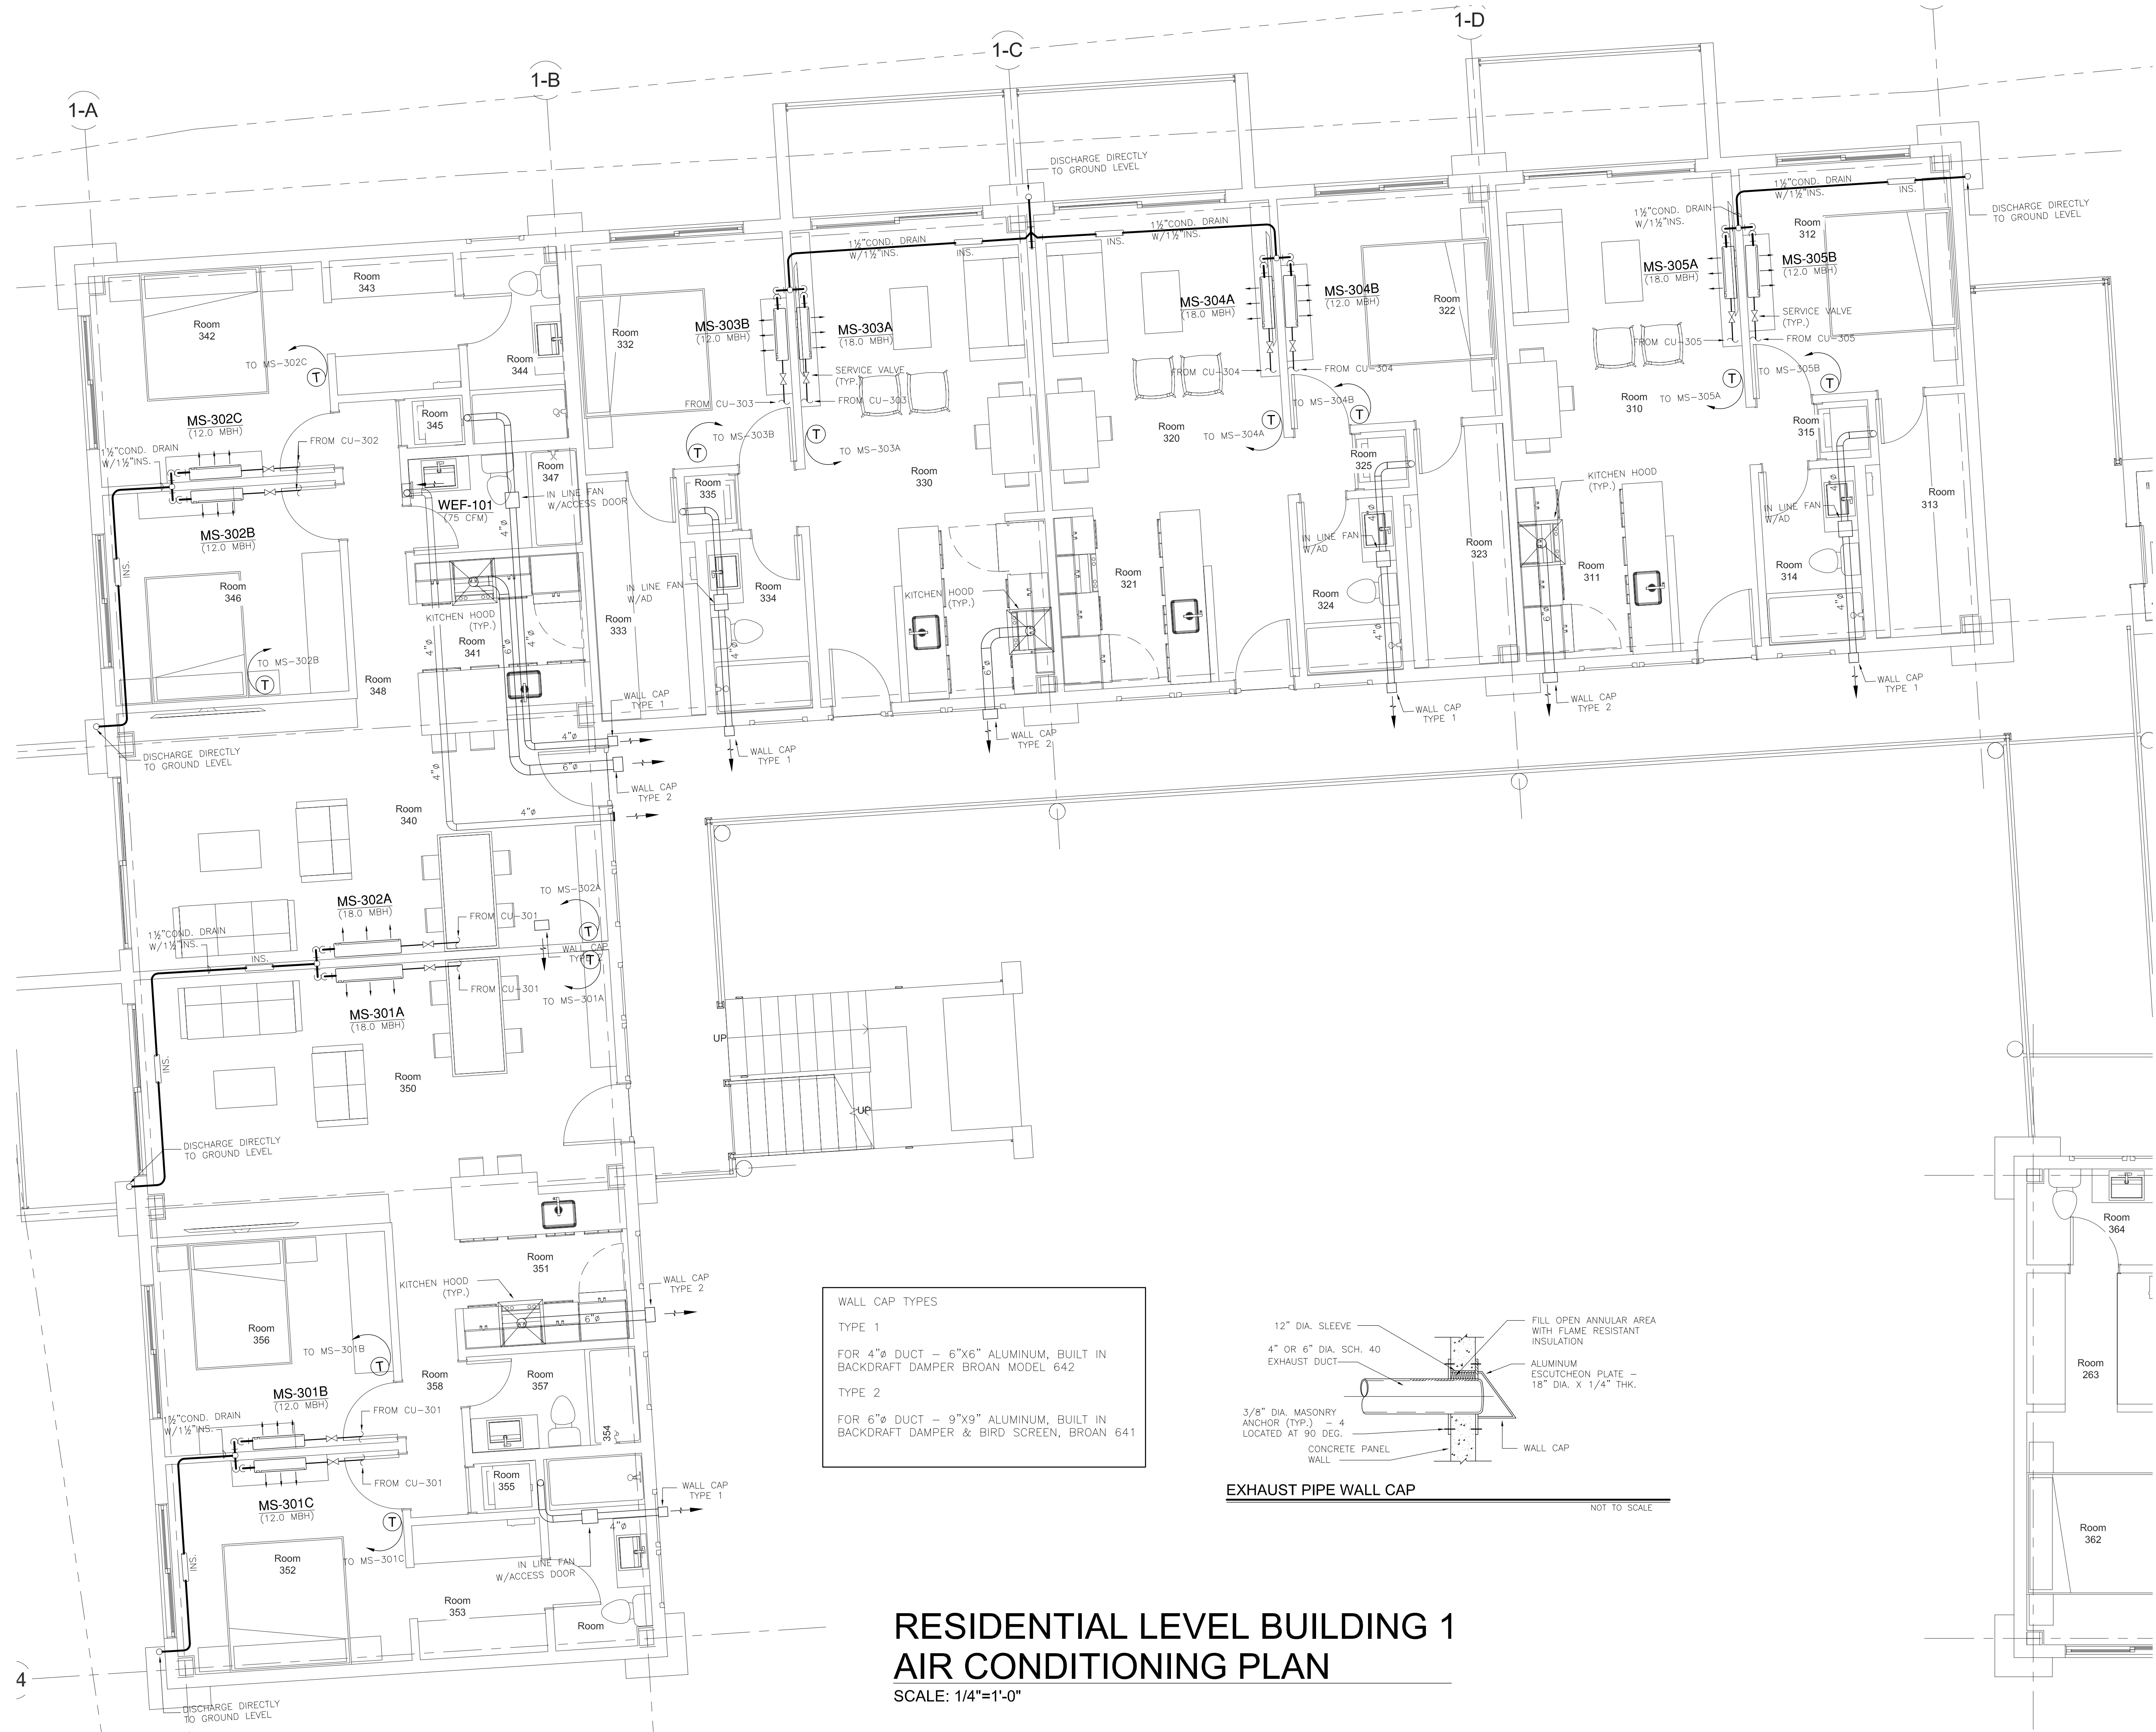 1-A
1-B
1-C
1-D
DISCHARGE DIRECTLY
TO GROUND LEVEL
1½"COND. DRAIN
W/1½"INS.
INS.
DISCHARGE DIRECTLY
TO GROUND LEVEL
1½"COND. DRAIN
W/1½"INS.
Room
312
MS-305A
(18.0 MBH)
MS-305B
(12.0 MBH)
SERVICE VALVE
(TYP.)
FROM CU-305
FROM CU-305
TO MS-305B
T
Room
310
TO MS-305A
T
Room
315
KITCHEN HOOD
(TYP.)
4"ø
IN LINE FAN
W/AD
Room
313
Room
311
Room
314
6"ø
4"ø
WALL CAP
TYPE 1
WALL CAP
TYPE 2
1½"COND. DRAIN
W/1½"INS.
INS.
1½"COND. DRAIN
W/1½"INS.
INS.
MS-304A
(18.0 MBH)
MS-304B
(12.0 MBH)
Room
322
FROM CU-304
FROM CU-304
TO MS-304B
T
Room
320
TO MS-304A
T
Room
325
4"ø
IN LINE FAN
W/AD
Room
323
Room
321
Room
324
4"ø
WALL CAP
TYPE 1
Room
332
MS-303B
(12.0 MBH)
MS-303A
(18.0 MBH)
SERVICE VALVE
(TYP.)
FROM CU-303
FROM CU-303
TO MS-303B
T
T
TO MS-303A
Room
330
Room
335
IN LINE FAN
W/AD
Room
334
Room
333
KITCHEN HOOD
(TYP.)
4"ø
6"ø
WALL CAP
TYPE 1
WALL CAP
TYPE 2
Room
343
Room
342
Room
344
TO MS-302C
T
Room
345
MS-302C
(12.0 MBH)
FROM CU-302
1½"COND. DRAIN
W/1½"INS.
Room
347
IN LINE FAN
W/ACCESS DOOR
WEF-101
(75 CFM)
4"ø
MS-302B
(12.0 MBH)
INS.
Room
346
KITCHEN HOOD
(TYP.)
Room
341
4"ø
6"ø
4"ø
TO MS-302B
T
Room
348
WALL CAP
TYPE 1
DISCHARGE DIRECTLY
TO GROUND LEVEL
4"ø
4"ø
6"ø
WALL CAP
TYPE 2
Room
340
4"ø
TO MS-302A
T
MS-302A
(18.0 MBH)
FROM CU-301
1½"COND. DRAIN
W/1½"INS.
INS.
WALL CAP
TYPE 2
T
FROM CU-301
TO MS-301A
MS-301A
(18.0 MBH)
INS.
Room
350
UP
UP
DISCHARGE DIRECTLY
TO GROUND LEVEL
Room
351
KITCHEN HOOD
(TYP.)
WALL CAP
TYPE 2
6"ø
Room
356
TO MS-301B
T
Room
358
Room
357
MS-301B
(12.0 MBH)
FROM CU-301
1½"COND. DRAIN
W/1½"INS.
354
FROM CU-301
Room
355
WALL CAP
TYPE 1
MS-301C
(12.0 MBH)
T
4"ø
TO MS-301C
INS.
Room
352
IN LINE FAN
W/ACCESS DOOR
Room
353
Room
4
DISCHARGE DIRECTLY
TO GROUND LEVEL
WALL CAP TYPES
TYPE 1
FOR 4"ø DUCT – 6"X6" ALUMINUM, BUILT IN
BACKDRAFT DAMPER BROAN MODEL 642
TYPE 2
FOR 6"ø DUCT – 9"X9" ALUMINUM, BUILT IN
BACKDRAFT DAMPER & BIRD SCREEN, BROAN 641
12" DIA. SLEEVE
4" OR 6" DIA. SCH. 40
EXHAUST DUCT
3/8" DIA. MASONRY
ANCHOR (TYP.) – 4
LOCATED AT 90 DEG.
CONCRETE PANEL
WALL
FILL OPEN ANNULAR AREA
WITH FLAME RESISTANT
INSULATION
ALUMINUM
ESCUTCHEON PLATE –
18" DIA. X 1/4" THK.
WALL CAP
EXHAUST PIPE WALL CAP
NOT TO SCALE
Room
364
Room
263
Room
362
RESIDENTIAL LEVEL BUILDING 1
AIR CONDITIONING PLAN
SCALE: 1/4"=1'-0"